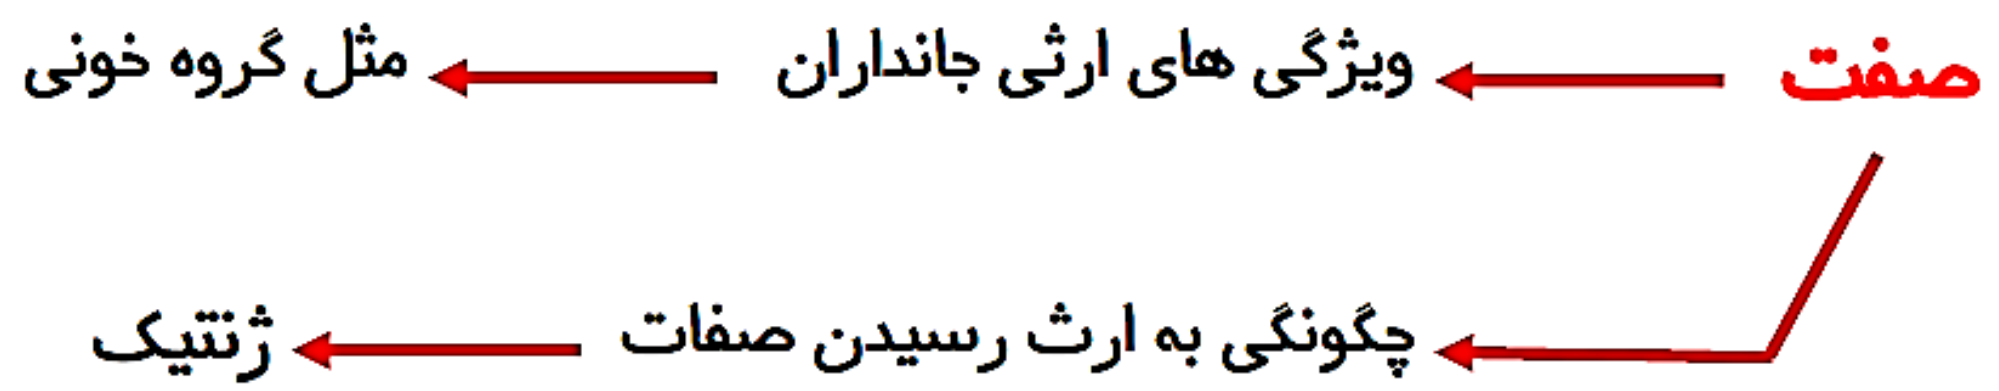 صفت ویژگی های ارثی جانداران مثل گروه خونی
چگونگی به ارث رسیدن صفات ژنتیک